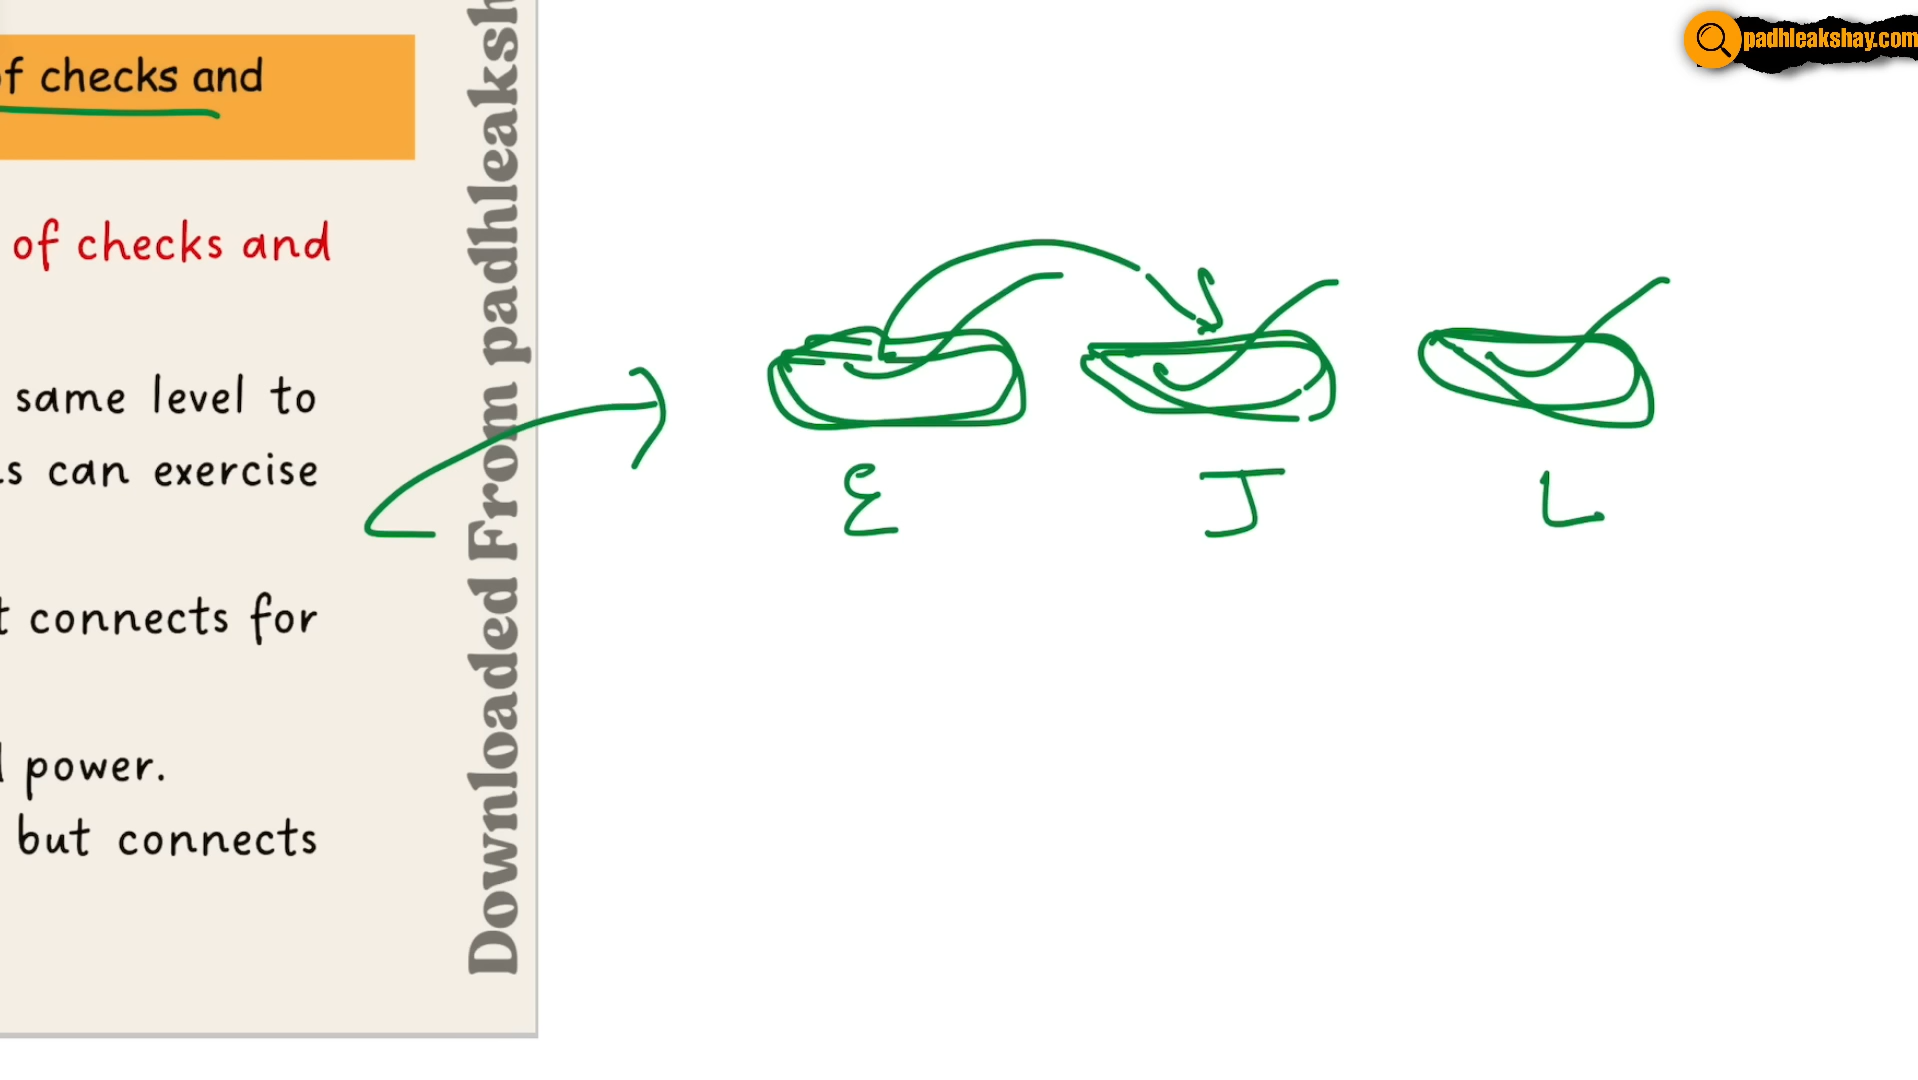 of checks and
of checks and
same level to
can exercise
connects for
power.
but connects
Downloaded From padhleaksh
padhleakshay.com
E J L